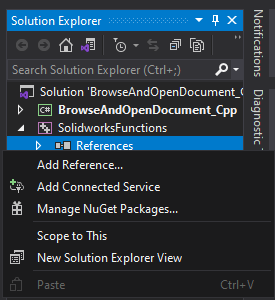 Solution Explorer
Search Solution Explorer (Ctrl+;)
Solution 'BrowseAndOpenDocument_C
C# BrowseAndOpenDocument_Cpp
SolidworksFunctions
References
Add Reference...
Add Connected Service
Manage NuGet Packages...
Scope to This
New Solution Explorer View
Paste Ctrl+V
Notifications
Diagnostic